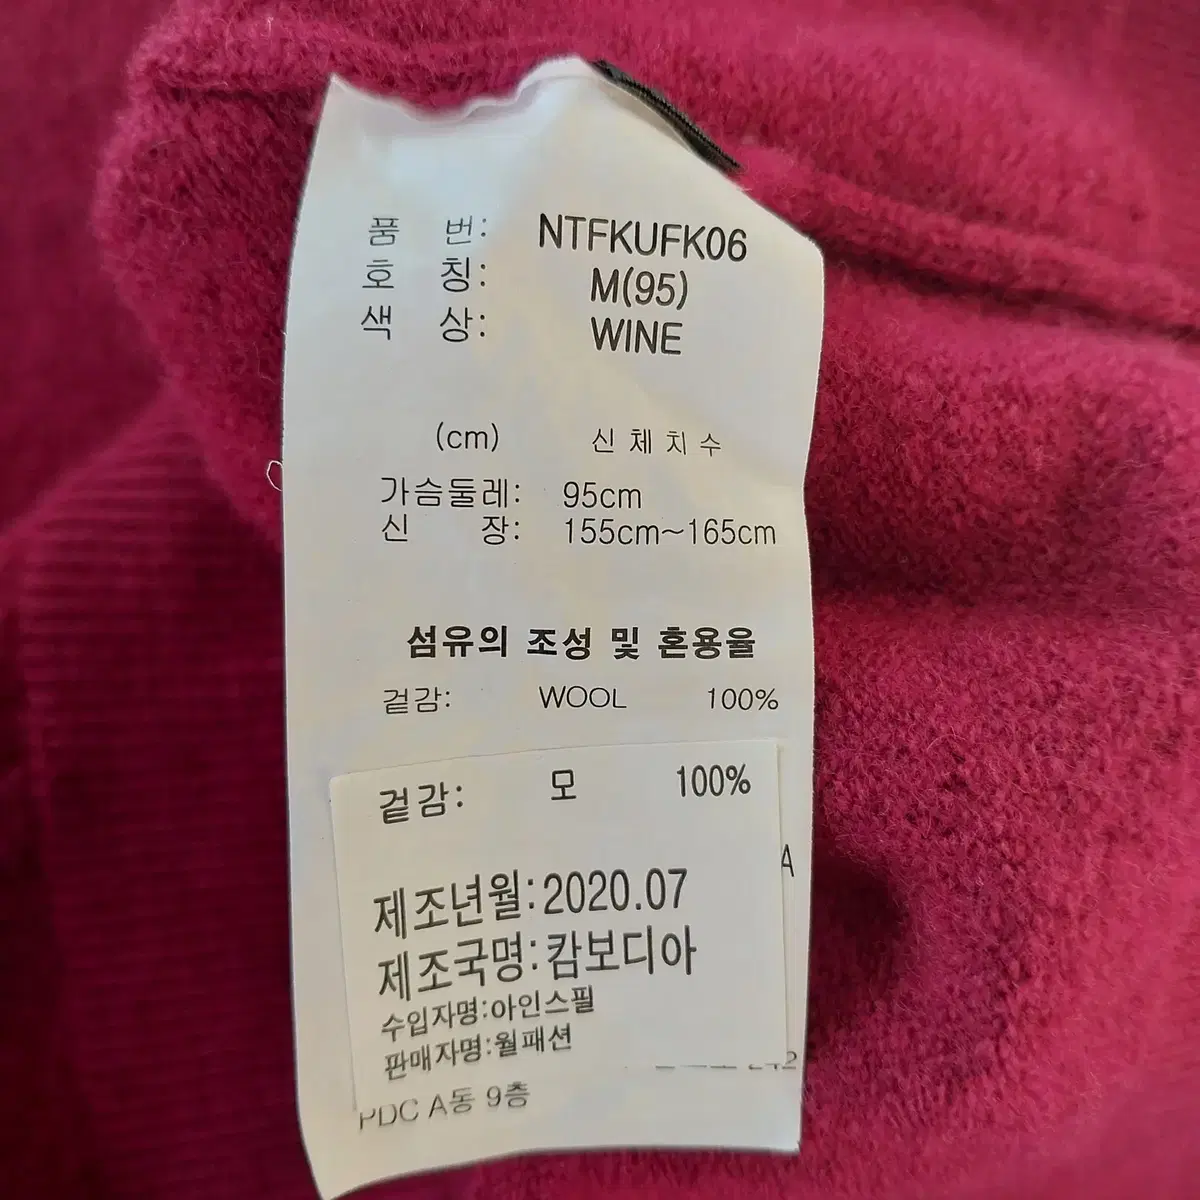 품 번: NTFKUFK06
호 칭: M(95)
색 상: WINE
(cm) 신체치수
가슴둘레: 95cm
신 장: 155cm~165cm
섬유의 조성 및 혼용율
겉감: WOOL 100%
겉감: 모 100%
A
제조년월:2020.07
제조국명:캄보디아
수입자명:아인스필
판매자명:월패션
PDC A동 9층